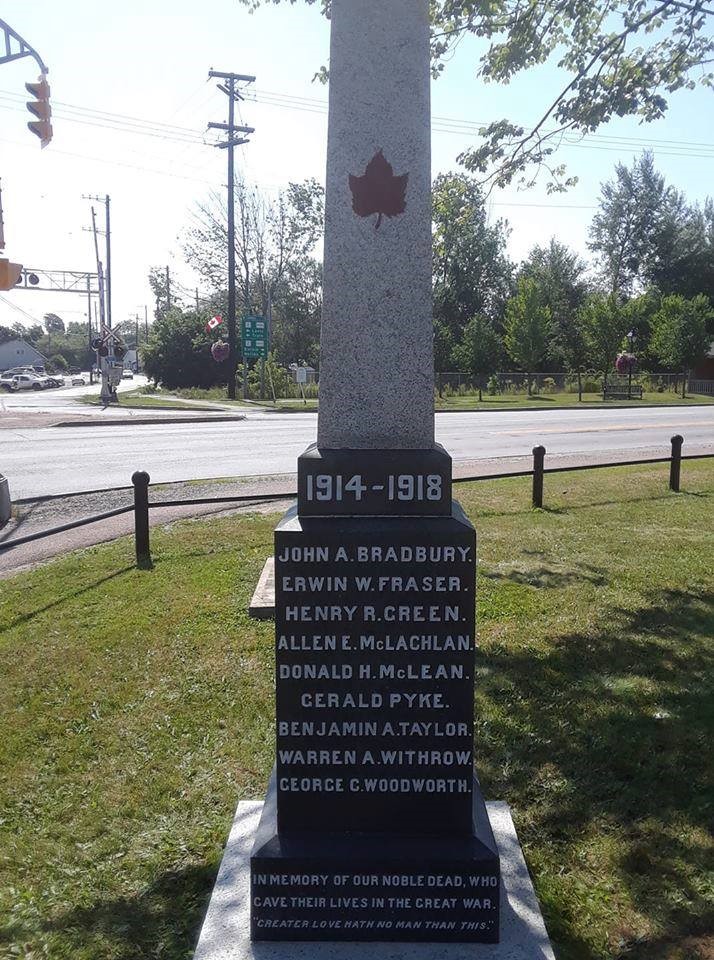 1914-1918
JOHN A. BRADBURY.
ERWIN W. FRASER.
HENRY R. GREEN.
ALLEN E. McLACHLAN.
DONALD H. McLEAN.
GERALD PYKE.
BENJAMIN A. TAYLOR.
WARREN A. WITHROW.
GEORGE C. WOODWORTH.
IN MEMORY OF OUR NOBLE DEAD, WHO
GAVE THEIR LIVES IN THE GREAT WAR.
"GREATER LOVE HATH NO MAN THAN THIS."